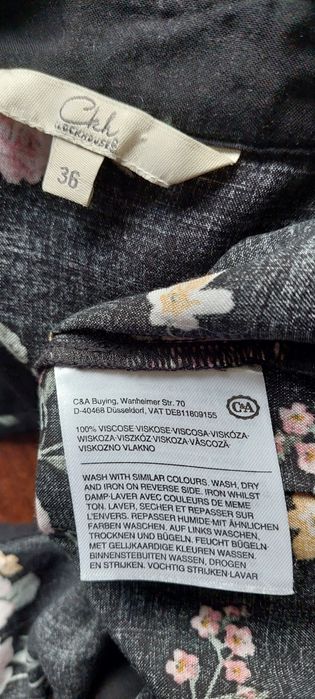 Ckh
CLOCKHOUSE
36
C&A Buying, Wanheimer Str. 70
D-40468 Düsseldorf, VAT DEB11809155
C&A
100% VISCOSE·VISKOSE·VISCOSA·VISKÓZA·
WISKOZA·VISZKÓZ·VISKOZA·VÂSCOZĂ·
VISKOZNO VLAKNO
WASH WITH SIMILAR COLOURS. WASH, DRY
AND IRON ON REVERSE SIDE. IRON WHILST
DAMP·LAVER AVEC COULEURS DE MEME
TON. LAVER, SECHER ET REPASSER SUR
L'ENVERS. REPASSER HUMIDE·MIT ÄHNLICHEN
FARBEN WASCHEN. AUF LINKS WASCHEN,
TROCKNEN UND BÜGELN. FEUCHT BÜGELN·
MET GELIJKAARDIGE KLEUREN WASSEN.
BINNENSTEBUITEN WASSEN, DROGEN
EN STRIJKEN. VOCHTIG STRIJKEN·LAVAR